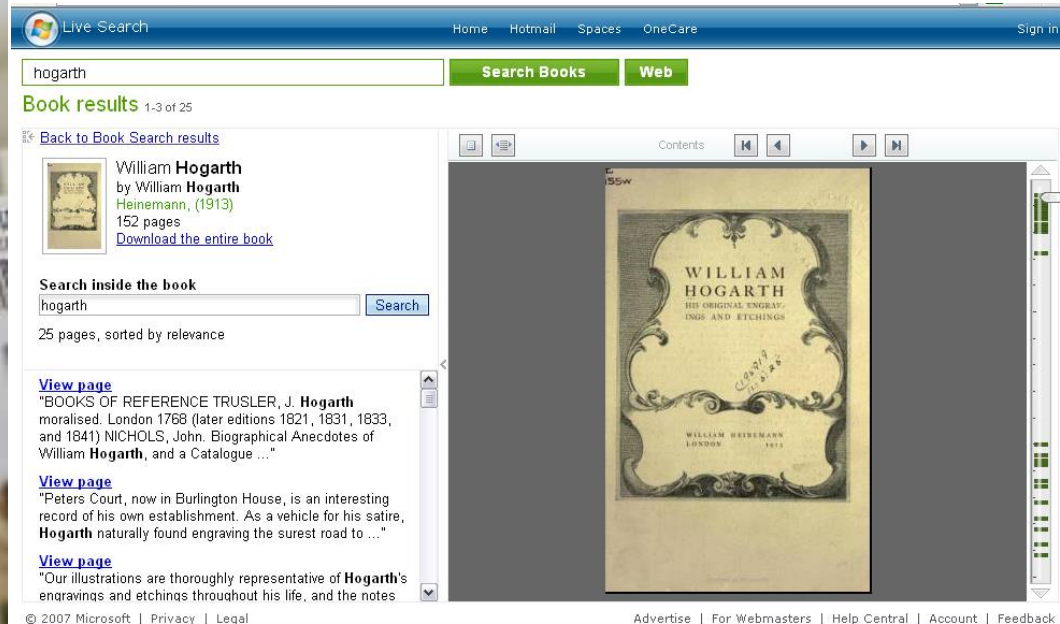 Live Search
Home Hotmail Spaces OneCare Sign in
hogarth
Search Books Web
Book results 1-3 of 25
Back to Book Search results
William Hogarth
by William Hogarth
Heinemann, (1913)
152 pages
Download the entire book
Search inside the book
hogarth Search
25 pages, sorted by relevance
View page
"BOOKS OF REFERENCE TRUSLER, J. Hogarth
moralised. London 1768 (later editions 1821, 1831, 1833,
and 1841) NICHOLS, John. Biographical Anecdotes of
William Hogarth, and a Catalogue ..."
View page
"Peters Court, now in Burlington House, is an interesting
record of his own establishment. As a vehicle for his satire,
Hogarth naturally found engraving the surest road to ..."
View page
"Our illustrations are thoroughly representative of Hogarth's
engravings and etchings throughout his life, and the notes
Contents
155w
WILLIAM
HOGARTH
HIS ORIGINAL ENGRAV-
INGS AND ETCHINGS
WILLIAM HEINEMANN
LONDON 1913
© 2007 Microsoft | Privacy | Legal
Advertise | For Webmasters | Help Central | Account | Feedback